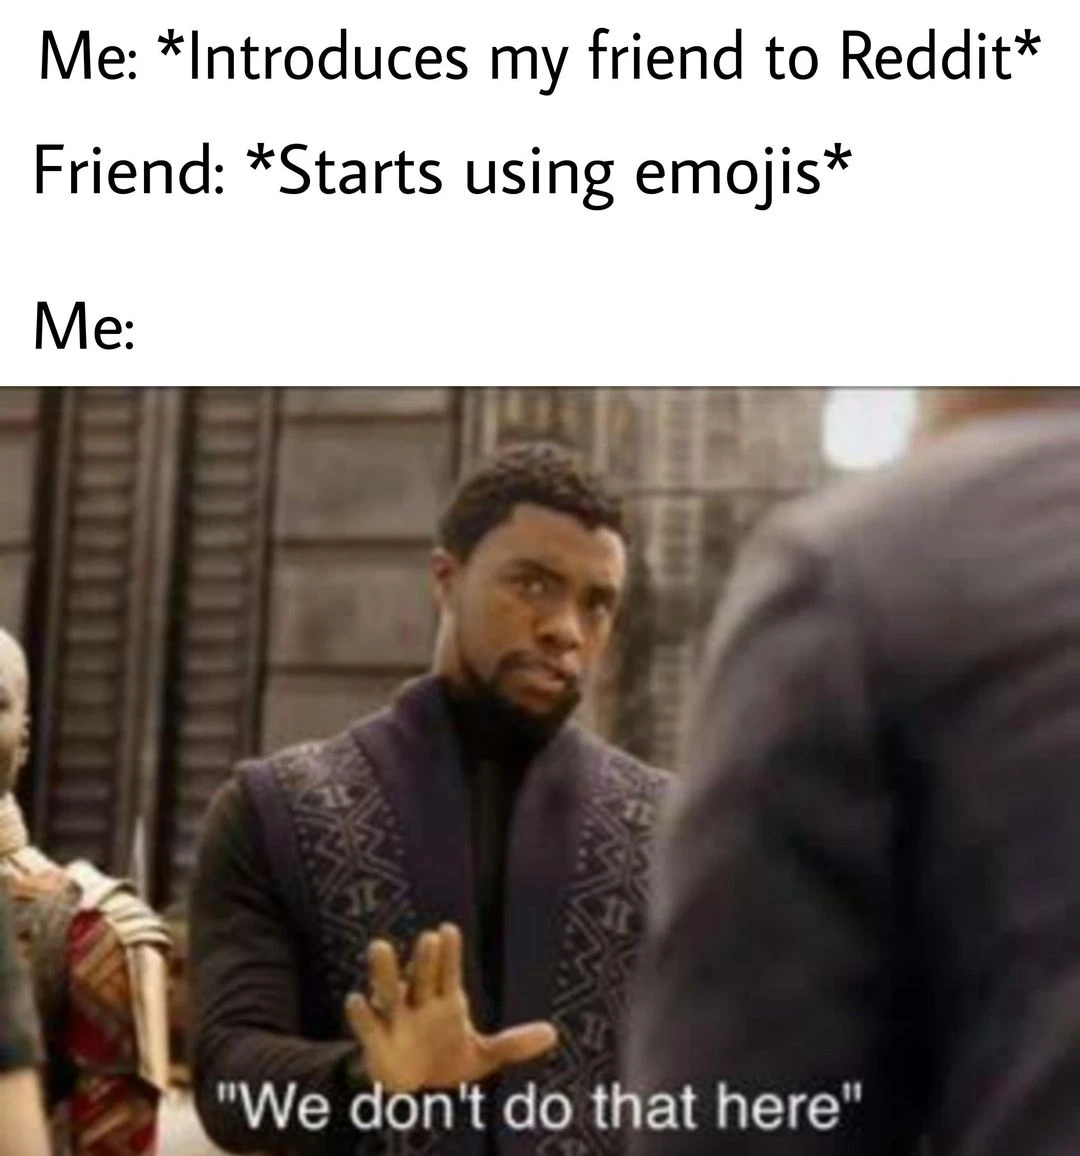 Me: *Introduces my friend to Reddit*
Friend: *Starts using emojis*
Me:
"We don't do that here"